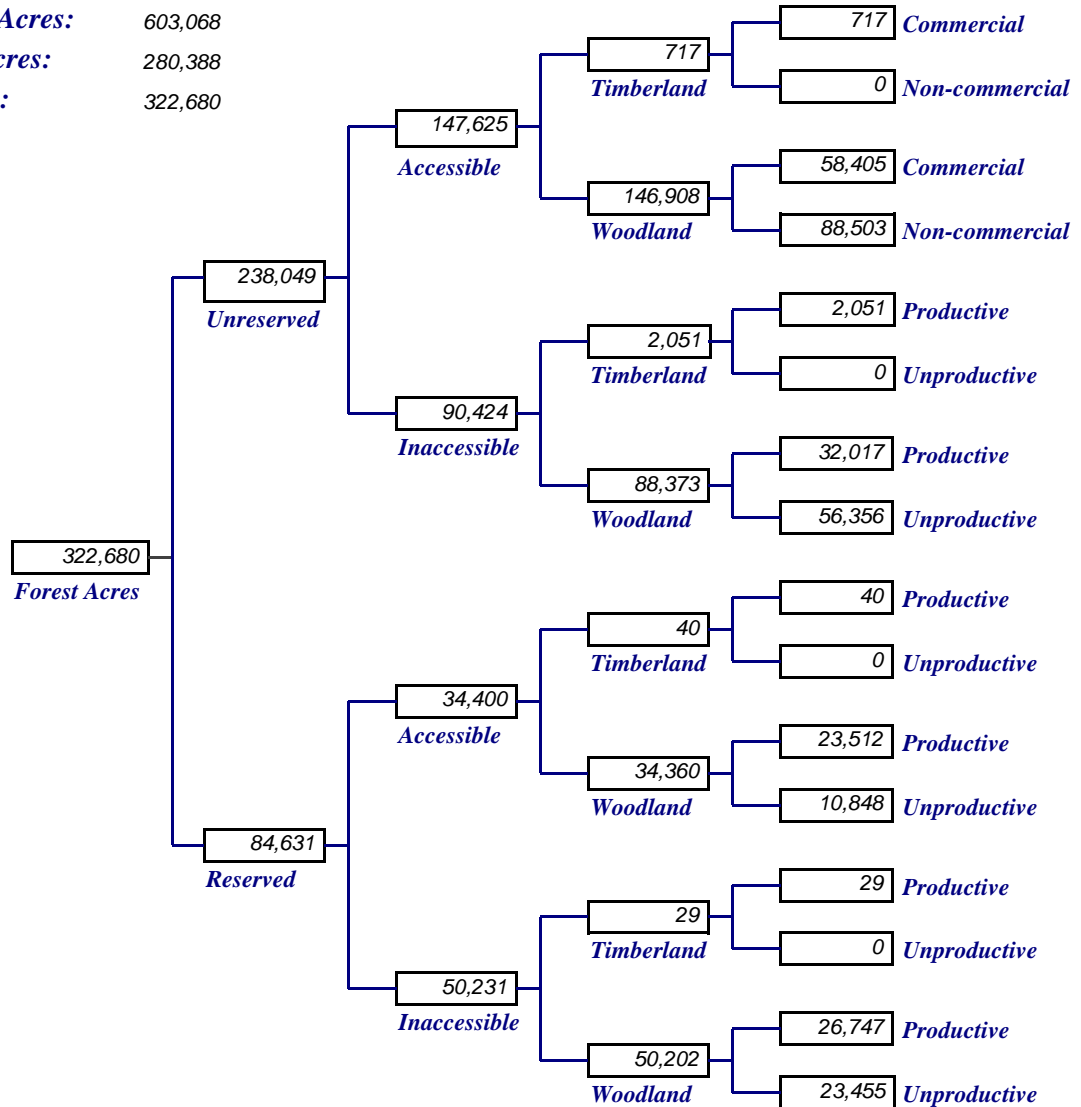 Acres: 603,068
cres: 280,388
: 322,680
717 Commercial
717
Timberland
0 Non-commercial
147,625
Accessible
58,405 Commercial
146,908
Woodland
88,503 Non-commercial
238,049
Unreserved
2,051 Productive
2,051
Timberland
0 Unproductive
90,424
Inaccessible
32,017 Productive
88,373
Woodland
56,356 Unproductive
322,680
Forest Acres
40 Productive
40
Timberland
0 Unproductive
34,400
Accessible
23,512 Productive
34,360
Woodland
10,848 Unproductive
84,631
Reserved
29 Productive
29
Timberland
0 Unproductive
50,231
Inaccessible
26,747 Productive
50,202
Woodland
23,455 Unproductive